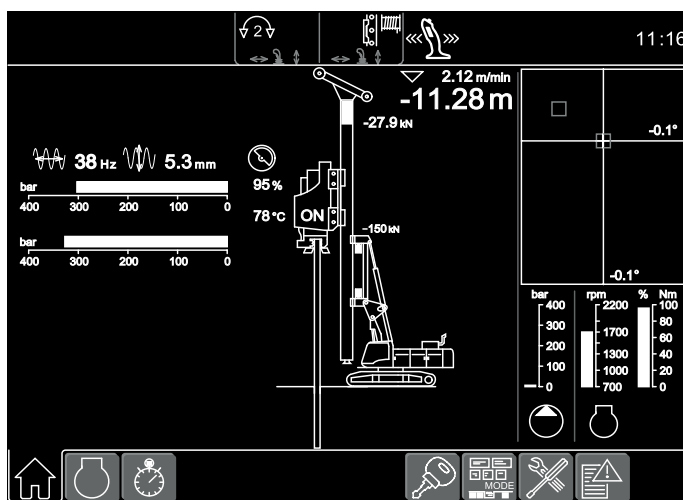 2
11:16
2.12 m/min
-11.28 m
-27.9 kN
-0.1°
38 Hz 5.3 mm
95 %
bar
400 300 200 100 0
78 °C ON
-150 kN
bar
400 300 200 100 0
-0.1°
bar rpm % Nm
400 2200 100
300 1700 80
200 1300 60
100 1000 40
0 700 20
0
MODE